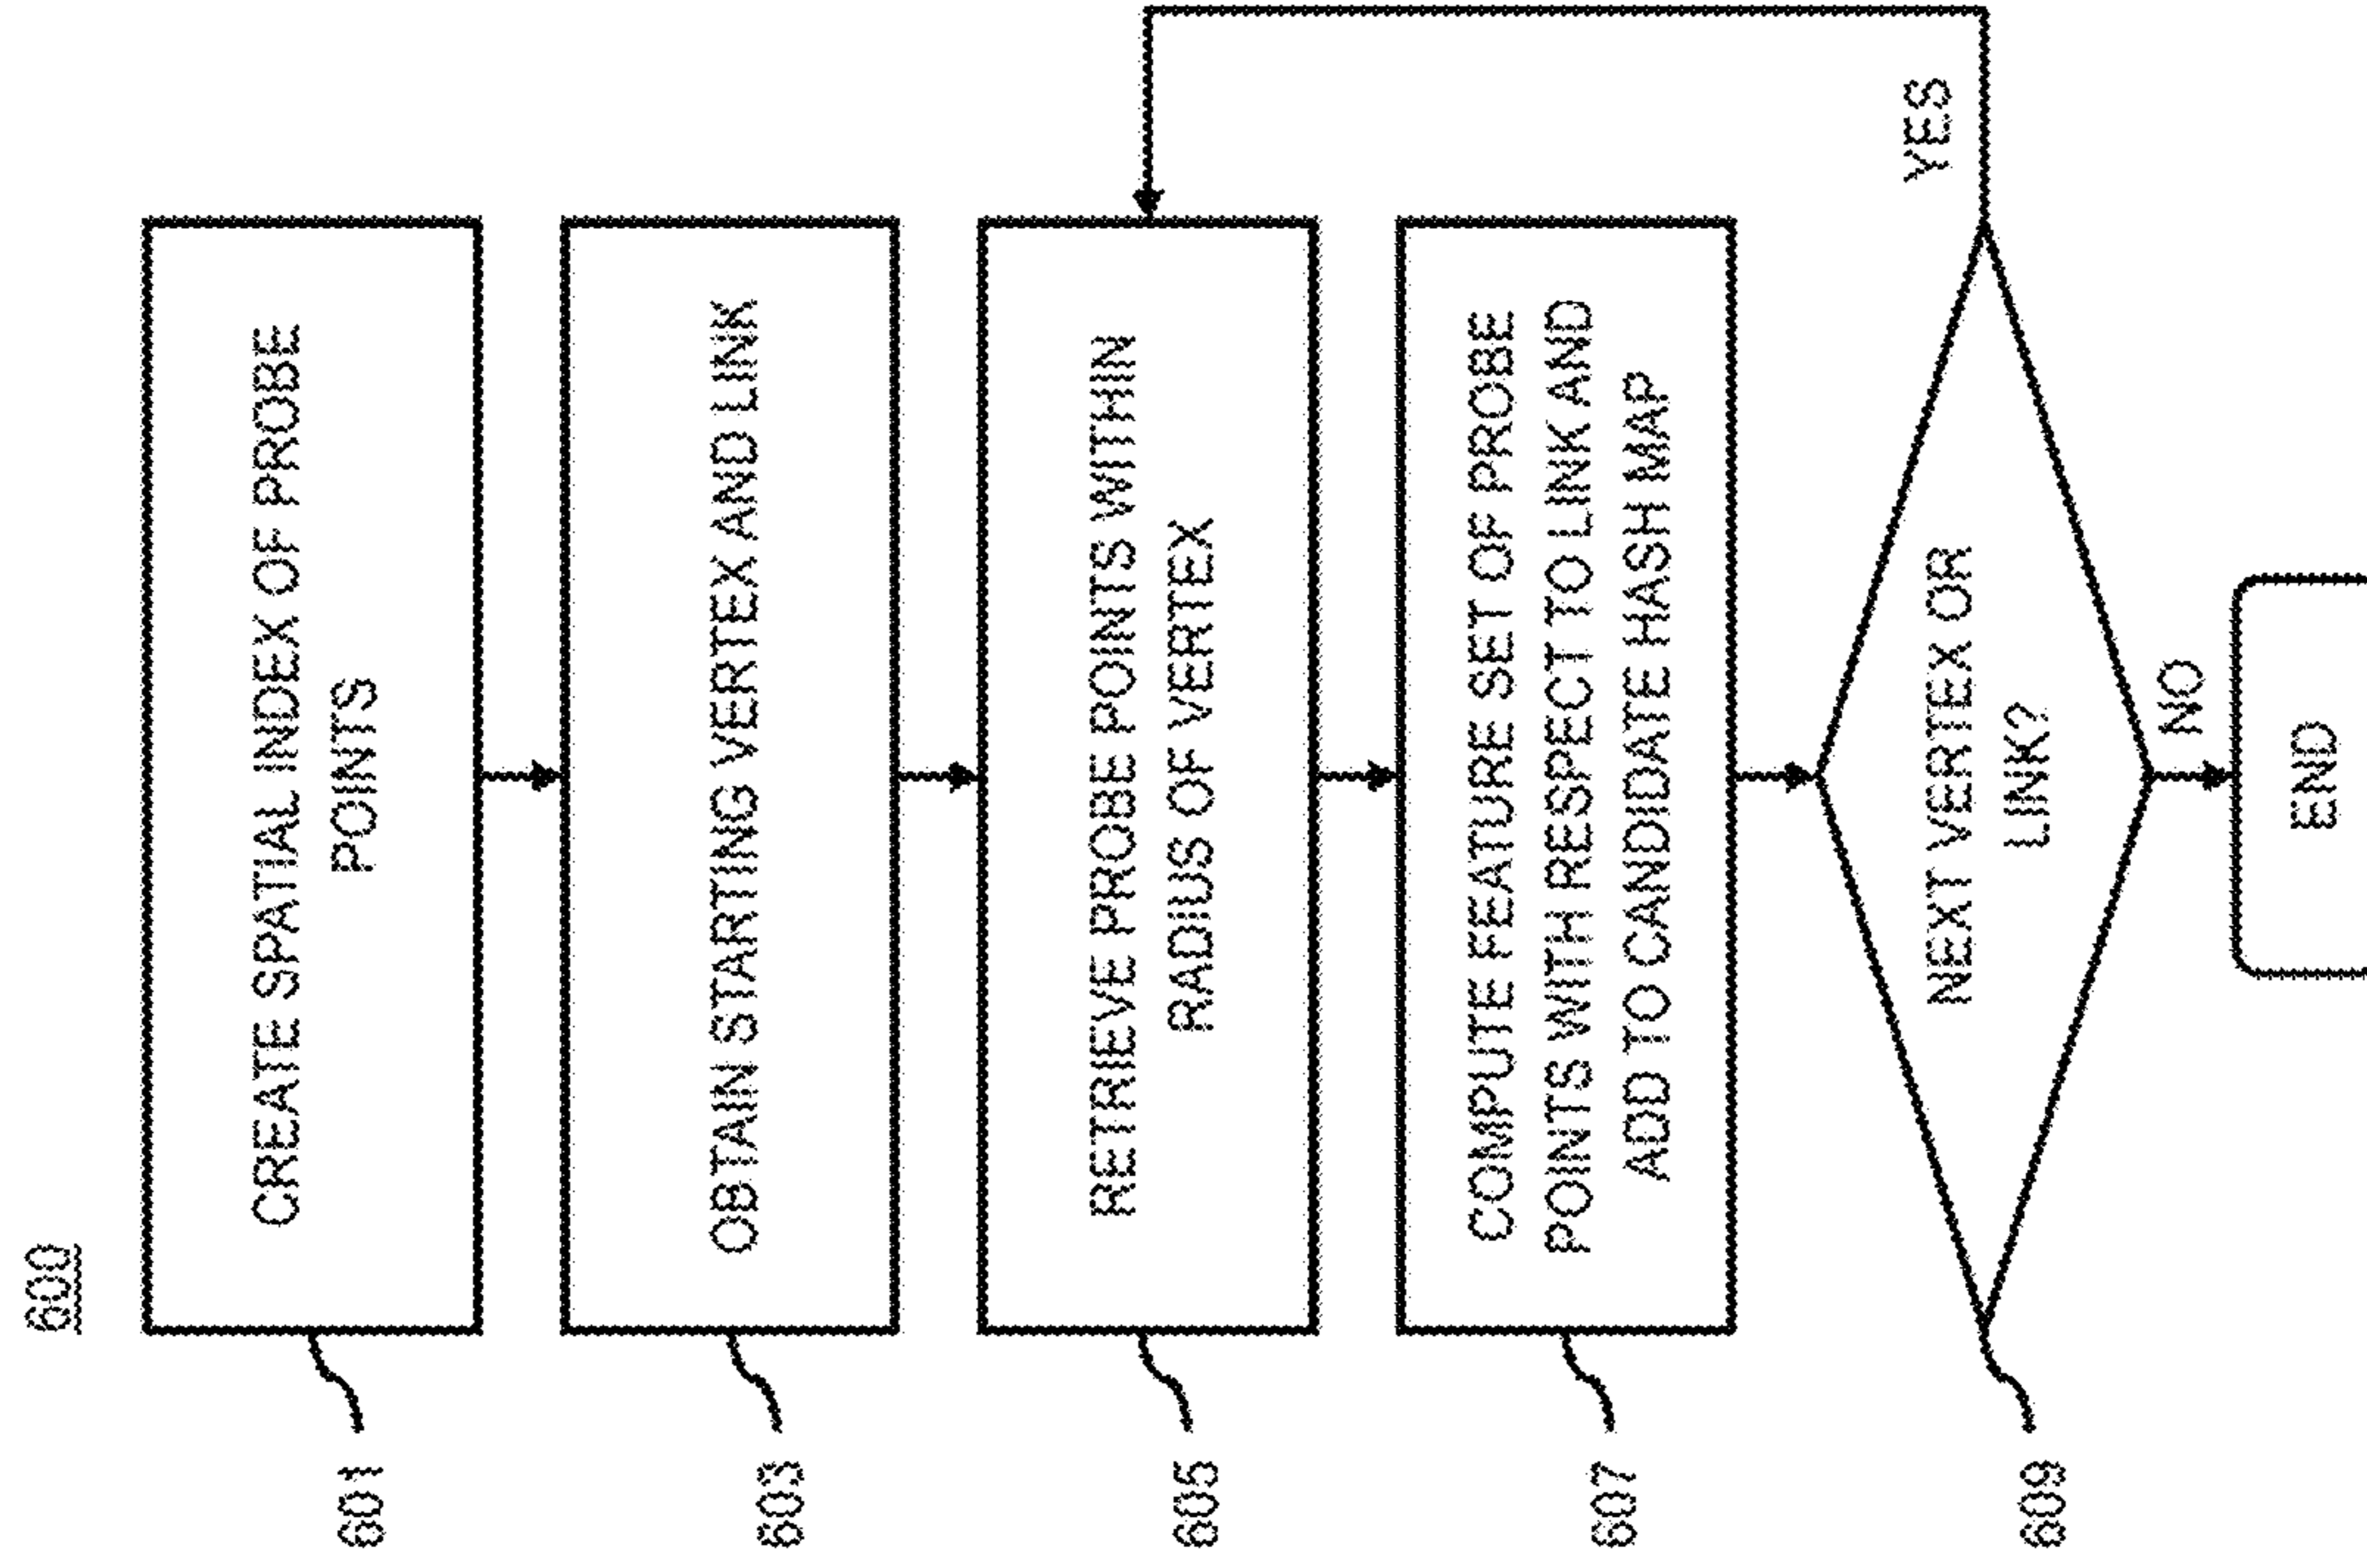 600
601
CREATE SPATIAL INDEX OF PROBE
POINTS
603
OBTAIN STARTING VERTEX AND LINK
605
RETRIEVE PROBE POINTS WITHIN
RADIUS OF VERTEX
607
COMPUTE FEATURE SET OF PROBE
POINTS WITH RESPECT TO LINK AND
ADD TO CANDIDATE HASH MAP
609
NEXT VERTEX OR
LINK?
YES
NO
END